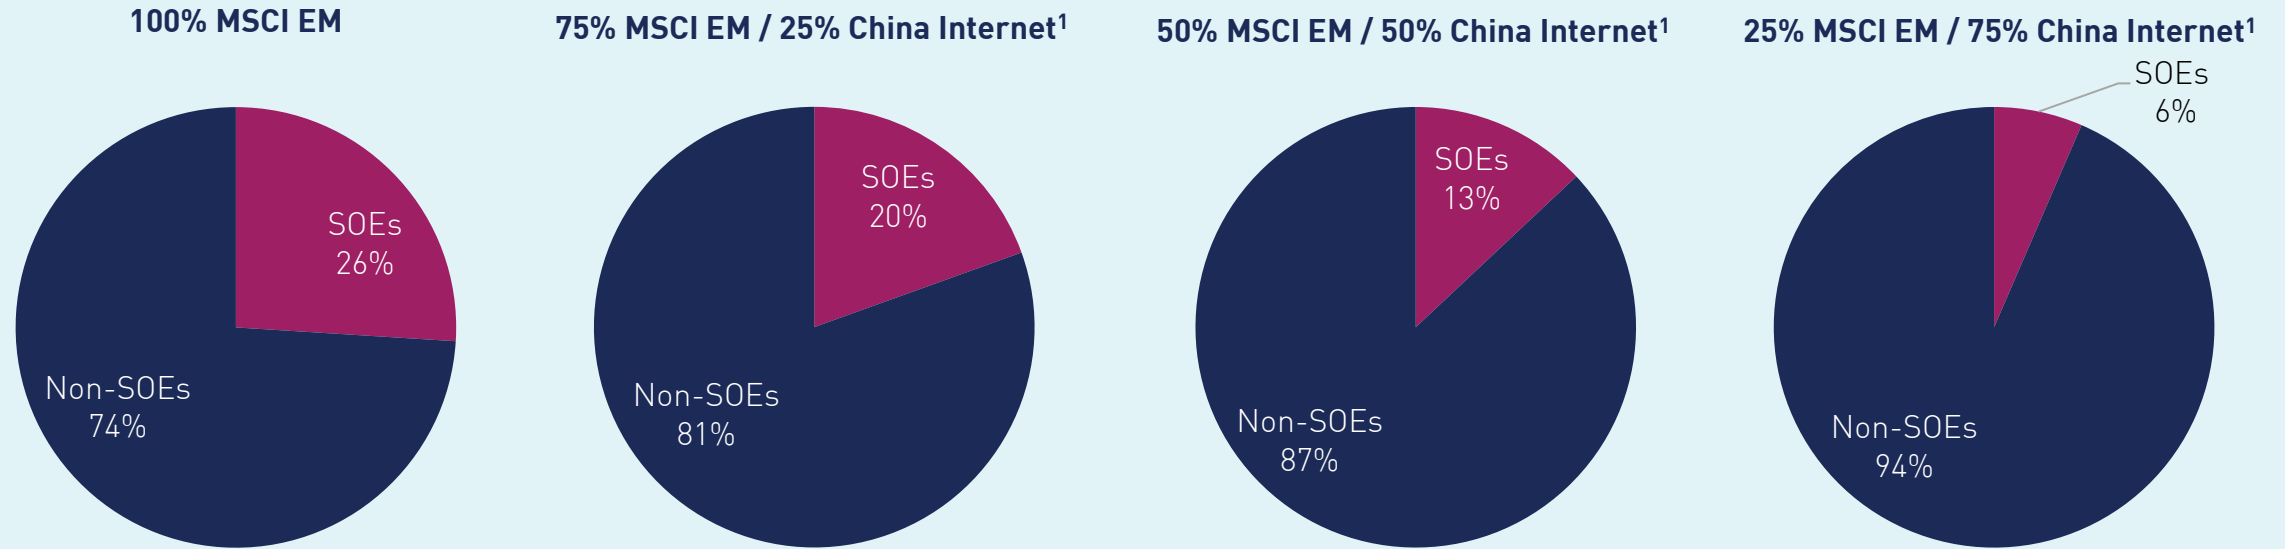 100% MSCI EM
SOEs
26%
Non-SOEs
74%
75% MSCI EM / 25% China Internet¹
SOEs
20%
Non-SOEs
81%
50% MSCI EM / 50% China Internet¹
SOEs
13%
Non-SOEs
87%
25% MSCI EM / 75% China Internet¹
SOEs
6%
Non-SOEs
94%